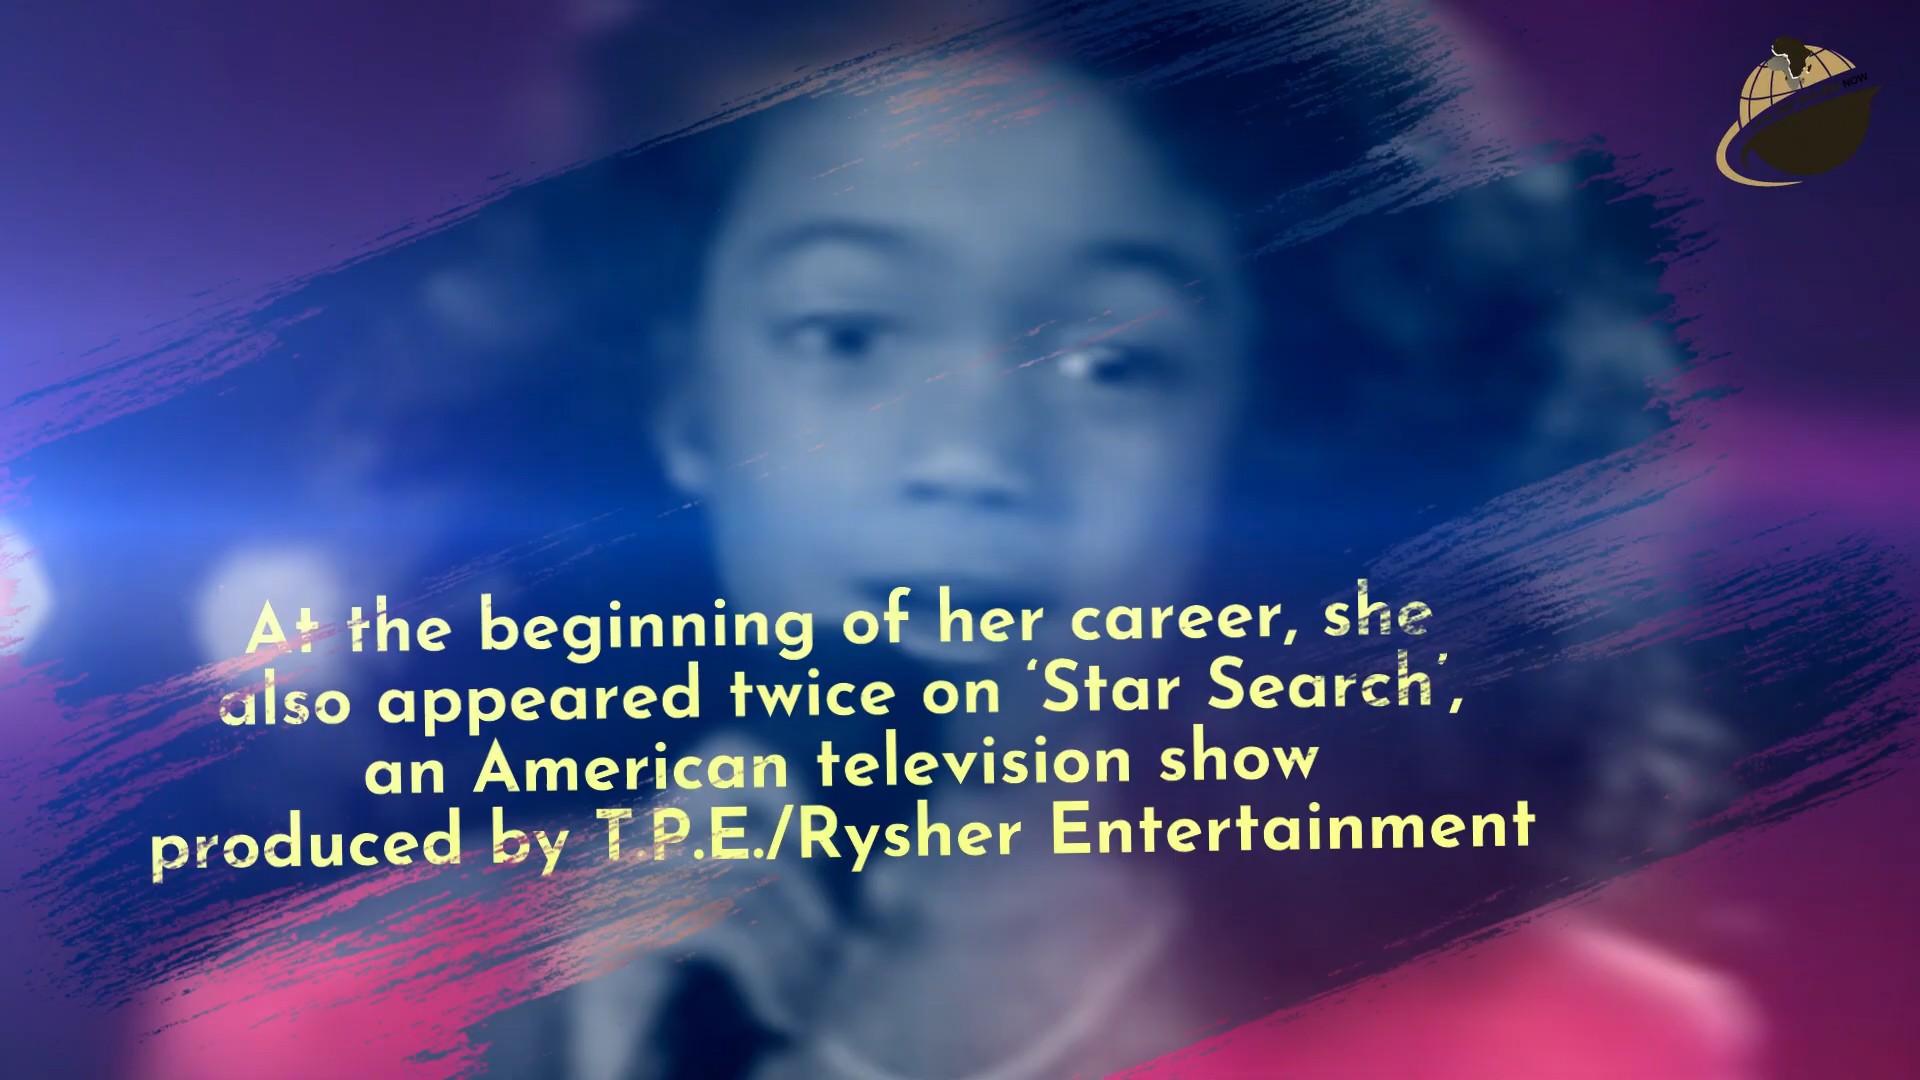 NOW
At the beginning of her career, she
also appeared twice on ‘Star Search’,
an American television show
produced by T.P.E./Rysher Entertainment